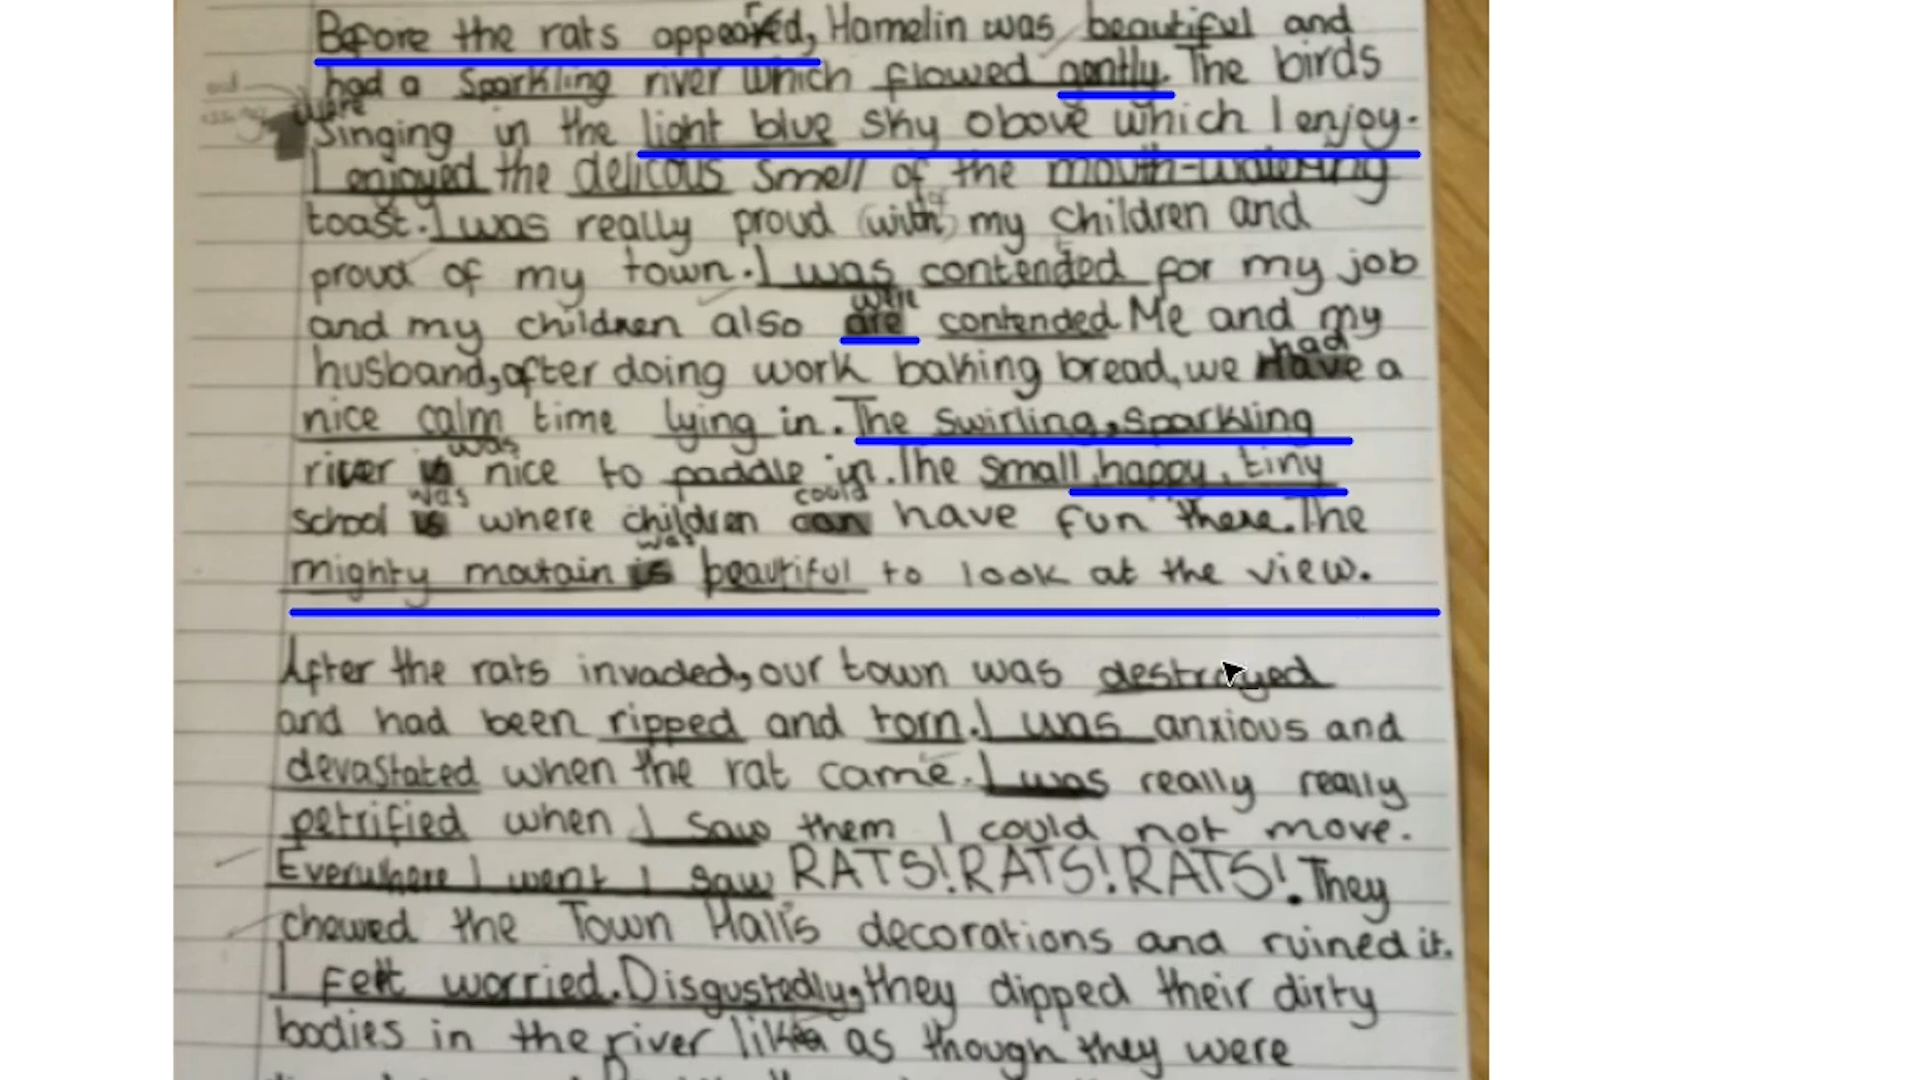 Before the rats appeared, Hamelin was beautiful and
had a sparkling river which flowed gently. The birds
were
singing in the light blue sky above which I enjoy.
I enjoyed the delicous smell of the mouth-watering
toast. I was really proud (with) my children and
proud of my town. I was contended for my job
were
and my children also are contended Me and my
had
husband, after doing work baking bread, we have a
nice calm time lying in. The swirling, sparkling
was
river is nice to paddle in. The small, happy, tiny
was could
school is where children can have fun there. The
was
mighty moutain is beautiful to look at the view.
After the rats invaded, our town was destroyed
and had been ripped and torn. I was anxious and
devastated when the rat came. I was really really
petrified when I saw them I could not move.
Everywhere I went I saw RATS! RATS! RATS!. They
chewed the Town Hall's decorations and ruined it.
I felt worried. Disgustedly, they dipped their dirty
bodies in the river like as though they were